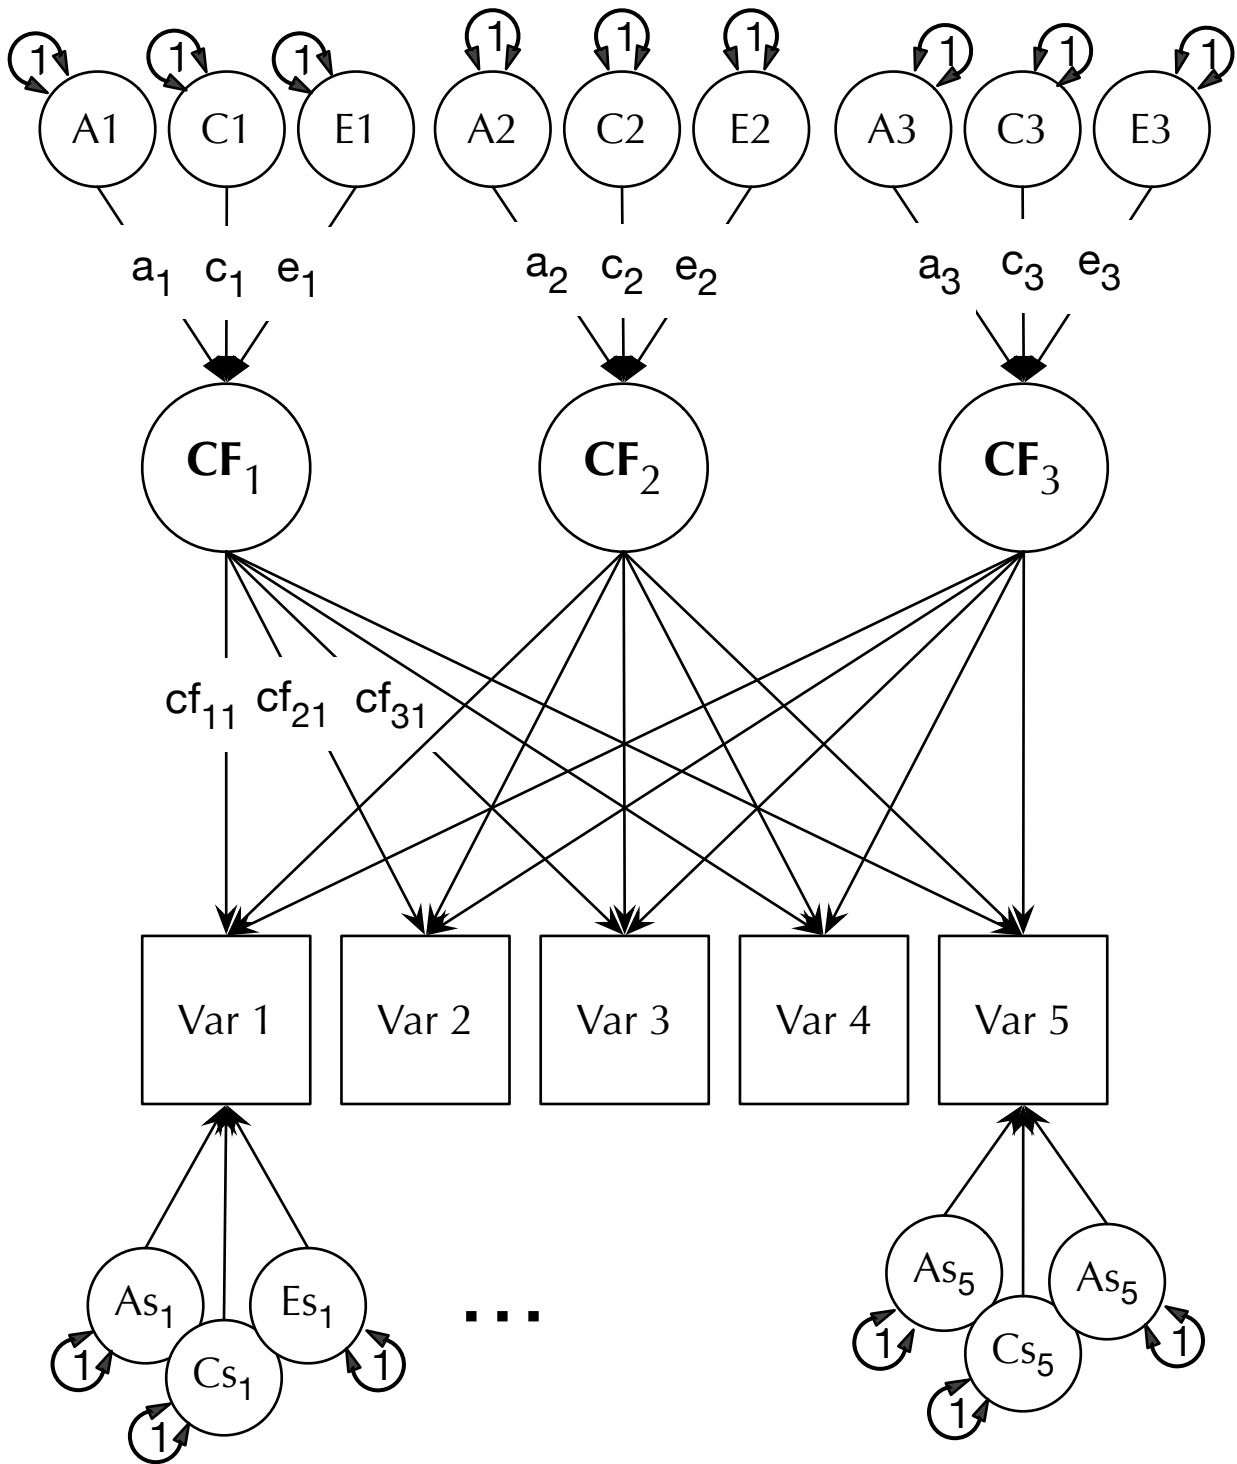 1 1 1 1 1 1 1 1 1
A1 C1 E1 A2 C2 E2 A3 C3 E3
a1 c1 e1 a2 c2 e2 a3 c3 e3
CF1 CF2 CF3
cf11 cf21 cf31
Var 1 Var 2 Var 3 Var 4 Var 5
As1 Es1 ... As5 As5
Cs1 Cs5
1 1 1 1
1 1